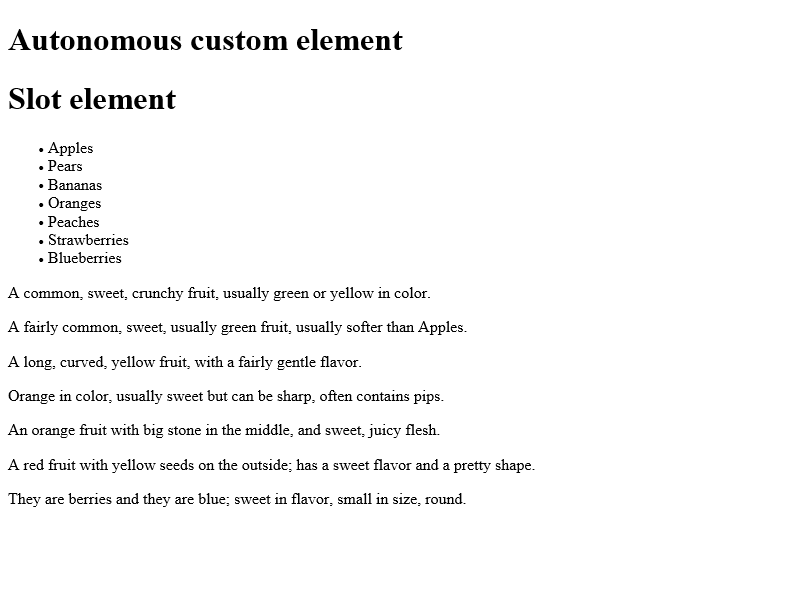 Autonomous custom element
Slot element
• Apples
• Pears
• Bananas
• Oranges
• Peaches
• Strawberries
• Blueberries
A common, sweet, crunchy fruit, usually green or yellow in color.
A fairly common, sweet, usually green fruit, usually softer than Apples.
A long, curved, yellow fruit, with a fairly gentle flavor.
Orange in color, usually sweet but can be sharp, often contains pips.
An orange fruit with big stone in the middle, and sweet, juicy flesh.
A red fruit with yellow seeds on the outside; has a sweet flavor and a pretty shape.
They are berries and they are blue; sweet in flavor, small in size, round.